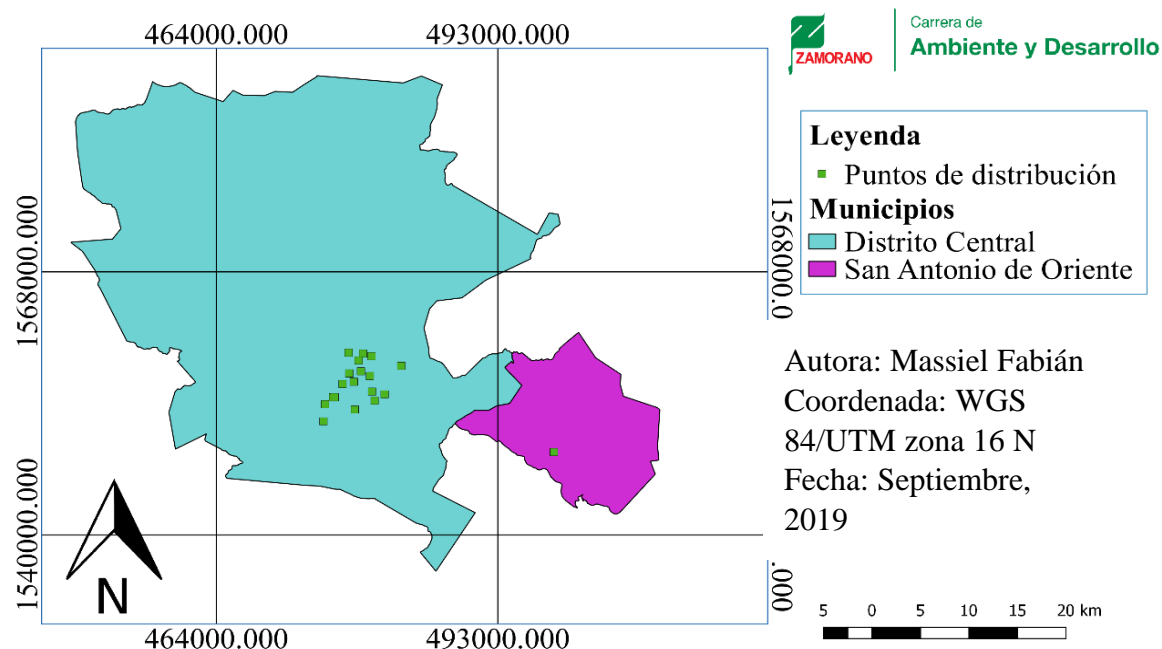 464000.000
493000.000
1568000.000
1540000.000
1568000.0
.000
464000.000
493000.000
N
ZAMORANO
Carrera de
Ambiente y Desarrollo
Leyenda
Puntos de distribución
Municipios
Distrito Central
San Antonio de Oriente
Autora: Massiel Fabián
Coordenada: WGS
84/UTM zona 16 N
Fecha: Septiembre,
2019
5 0 5 10 15 20 km